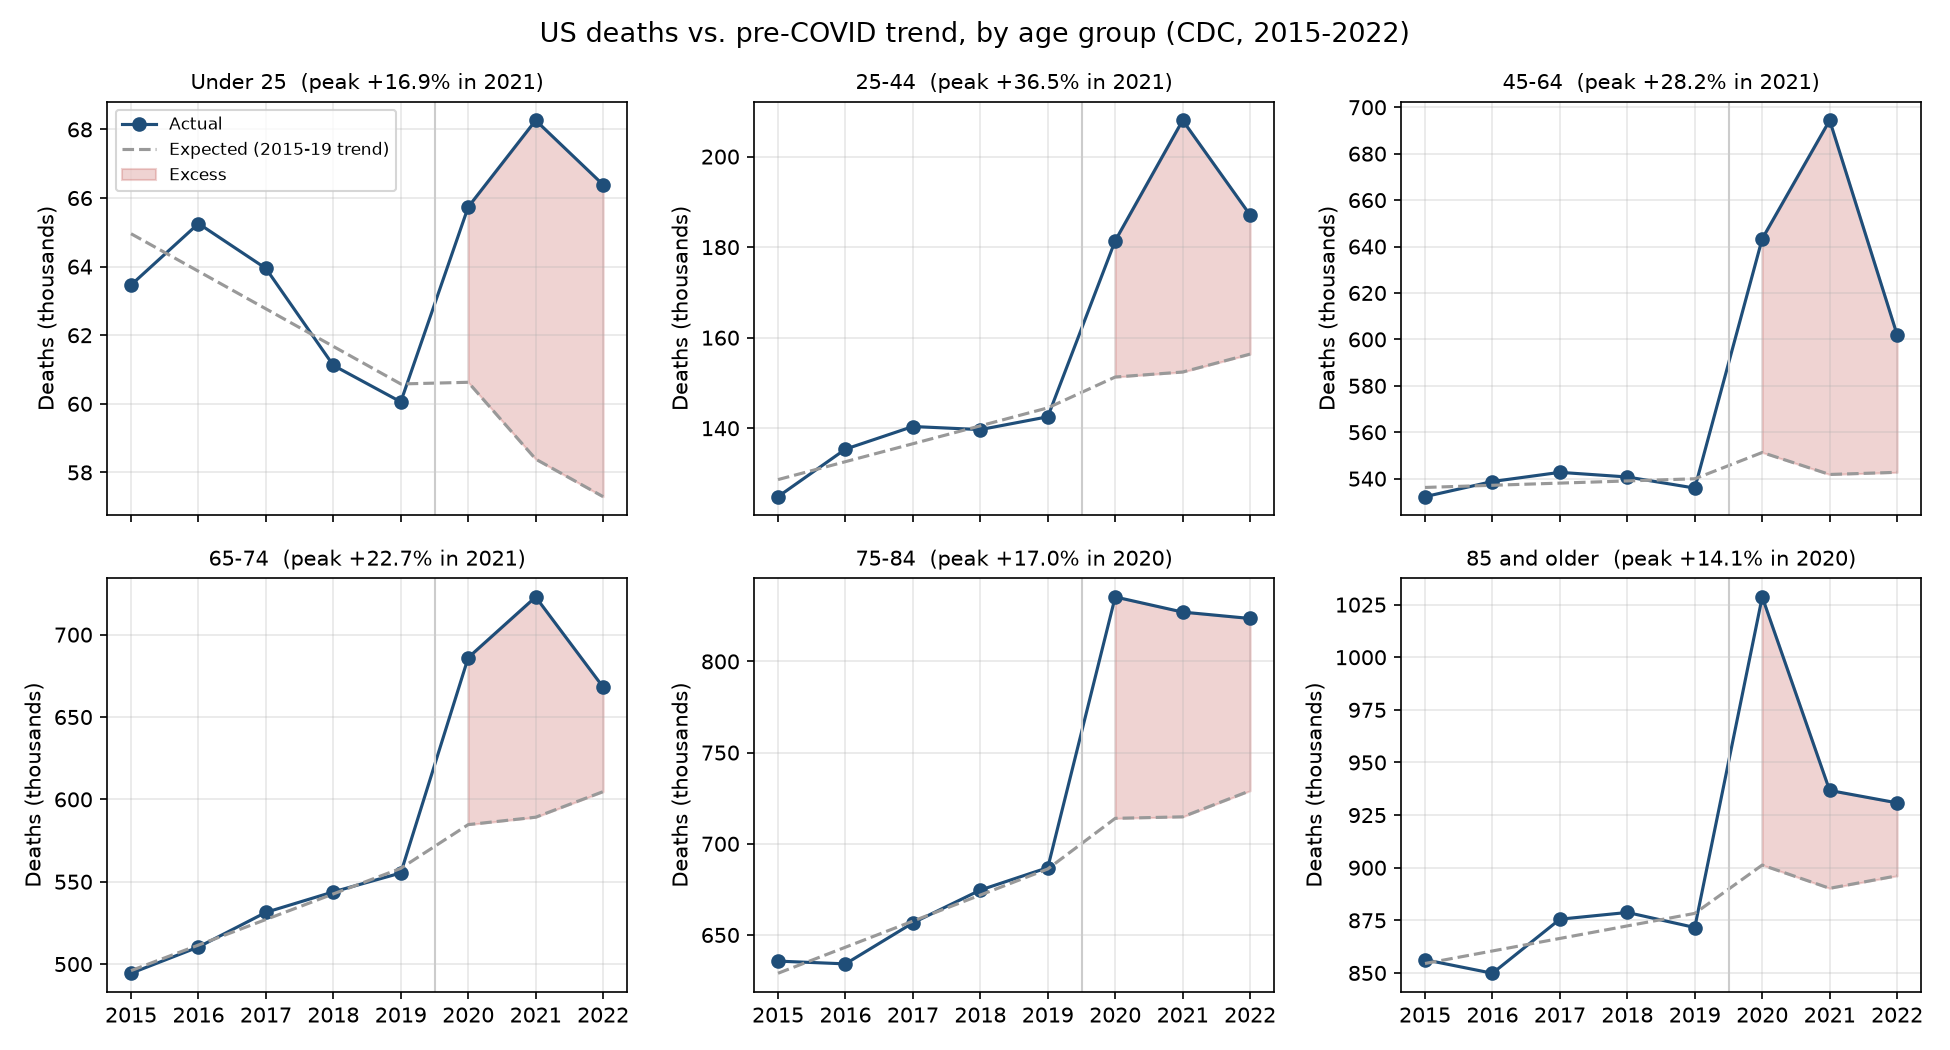 US deaths vs. pre-COVID trend, by age group (CDC, 2015-2022)
Under 25 (peak +16.9% in 2021)
Deaths (thousands)
68
66
64
62
60
58
Actual
Expected (2015-19 trend)
Excess
25-44 (peak +36.5% in 2021)
Deaths (thousands)
200
180
160
140
45-64 (peak +28.2% in 2021)
Deaths (thousands)
700
680
660
640
620
600
580
560
540
65-74 (peak +22.7% in 2021)
Deaths (thousands)
700
650
600
550
500
2015 2016 2017 2018 2019 2020 2021 2022
75-84 (peak +17.0% in 2020)
Deaths (thousands)
800
750
700
650
2015 2016 2017 2018 2019 2020 2021 2022
85 and older (peak +14.1% in 2020)
Deaths (thousands)
1025
1000
975
950
925
900
875
850
2015 2016 2017 2018 2019 2020 2021 2022